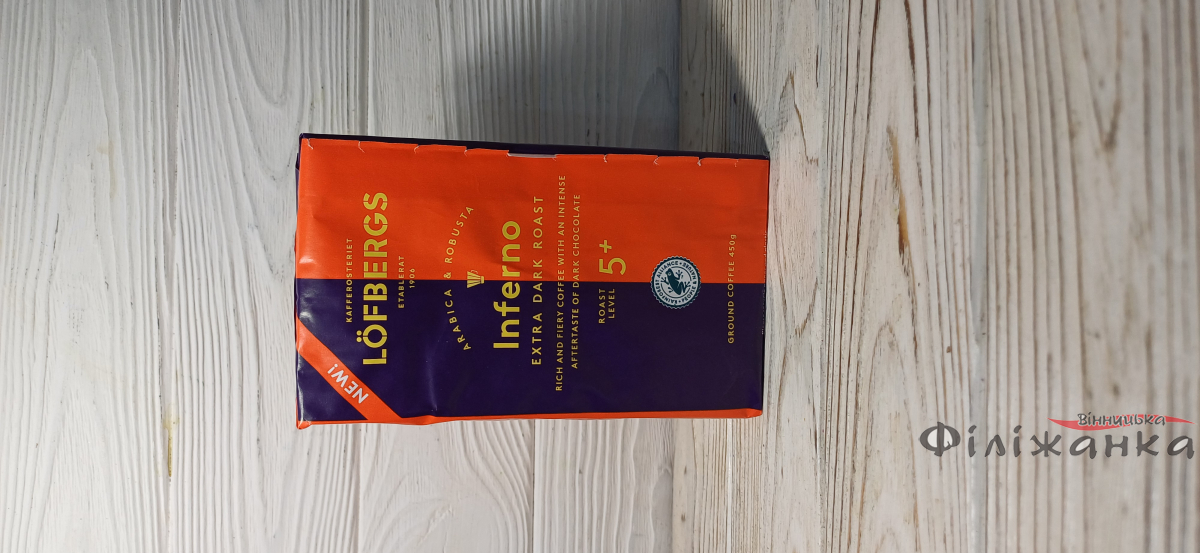 NEW!
KAFFEROSTERIET
LÖFBERGS
ETABLERAT
1906
ARABICA & ROBUSTA
Inferno
EXTRA DARK ROAST
RICH AND FIERY COFFEE WITH AN INTENSE
AFTERTASTE OF DARK CHOCOLATE
ROAST
LEVEL
5+
GROUND COFFEE 450g
Вінницька
Філіжанка